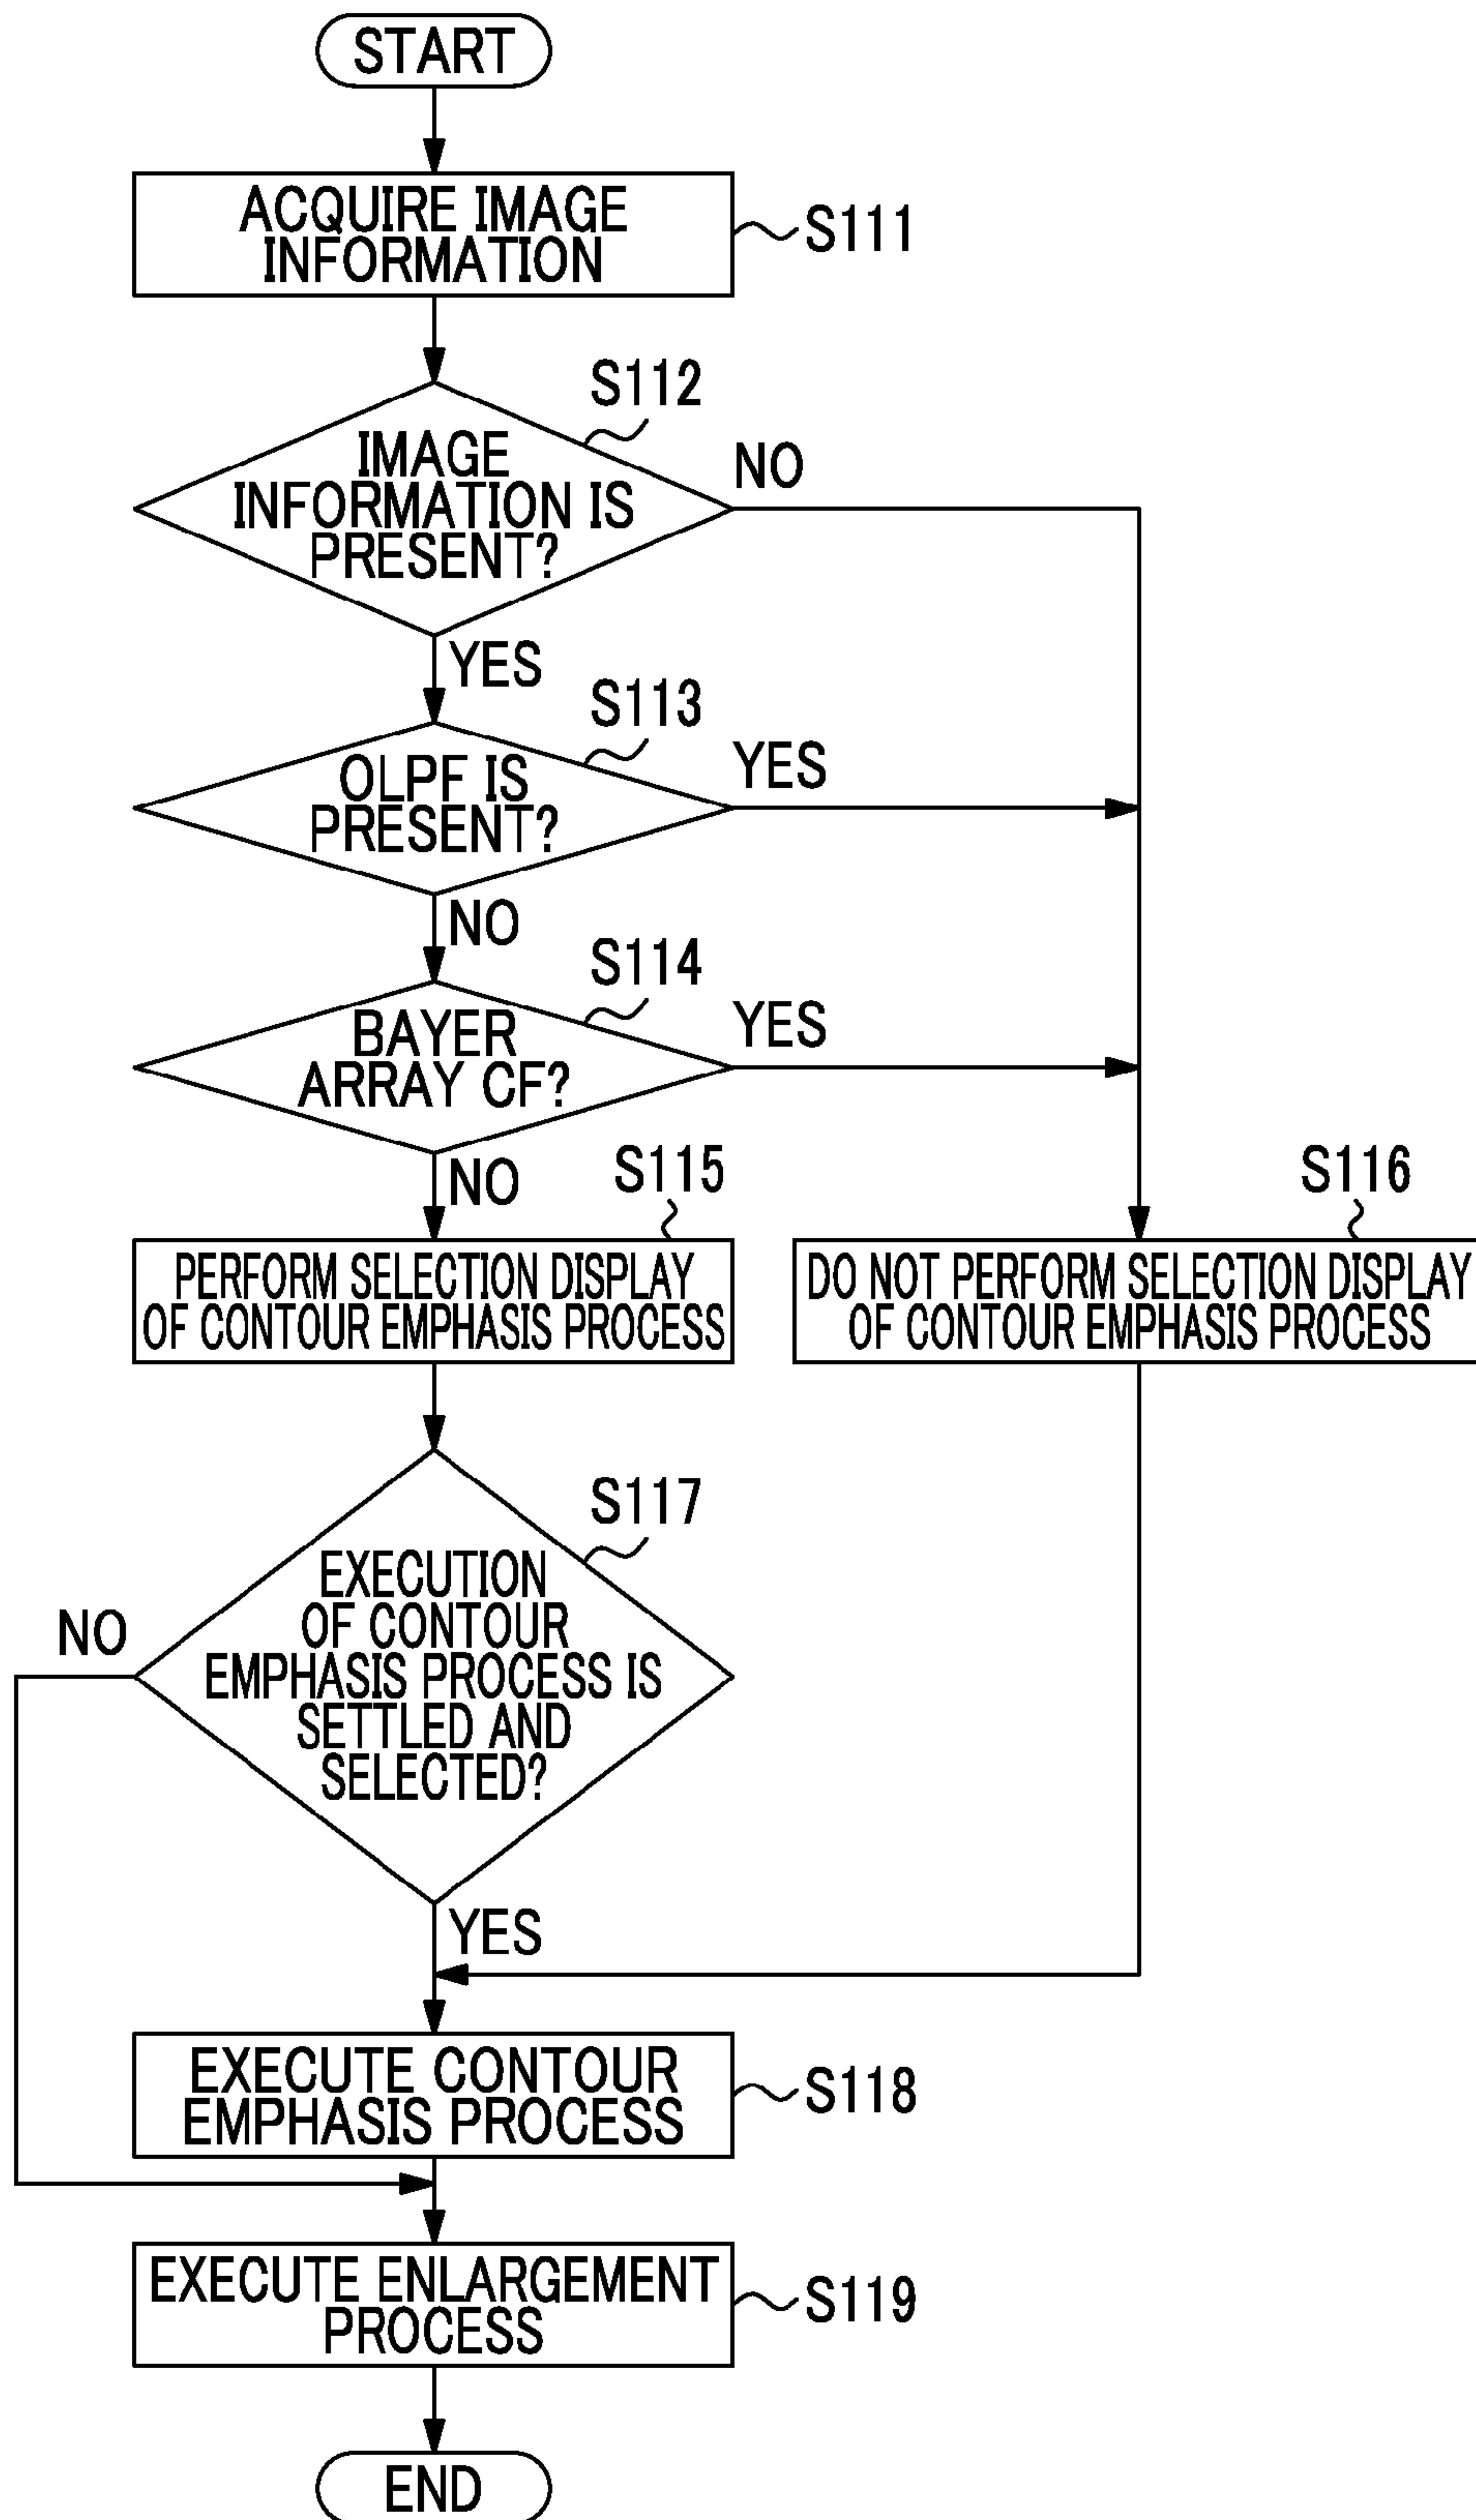 START
ACQUIRE IMAGE
INFORMATION
S111
S112
IMAGE
INFORMATION IS
PRESENT?
NO
YES
S113
OLPF IS
PRESENT?
YES
NO
S114
BAYER
ARRAY CF?
YES
NO
S115
PERFORM SELECTION DISPLAY
OF CONTOUR EMPHASIS PROCESS
S116
DO NOT PERFORM SELECTION DISPLAY
OF CONTOUR EMPHASIS PROCESS
S117
EXECUTION
OF CONTOUR
EMPHASIS PROCESS IS
SETTLED AND
SELECTED?
NO
YES
EXECUTE CONTOUR
EMPHASIS PROCESS
S118
EXECUTE ENLARGEMENT
PROCESS
S119
END